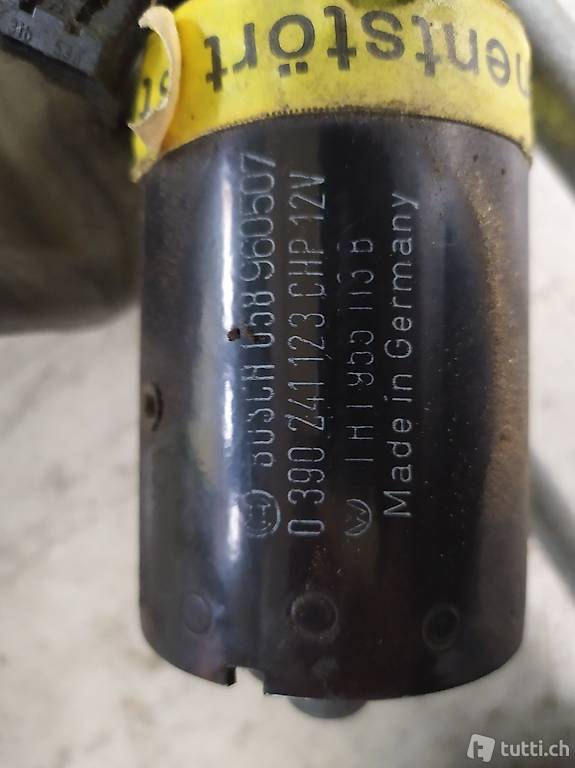 entstört
BOSCH 058 960507
0 390 241 123 CHP 12V
1H1 955 113 B
Made in Germany
tutti.ch